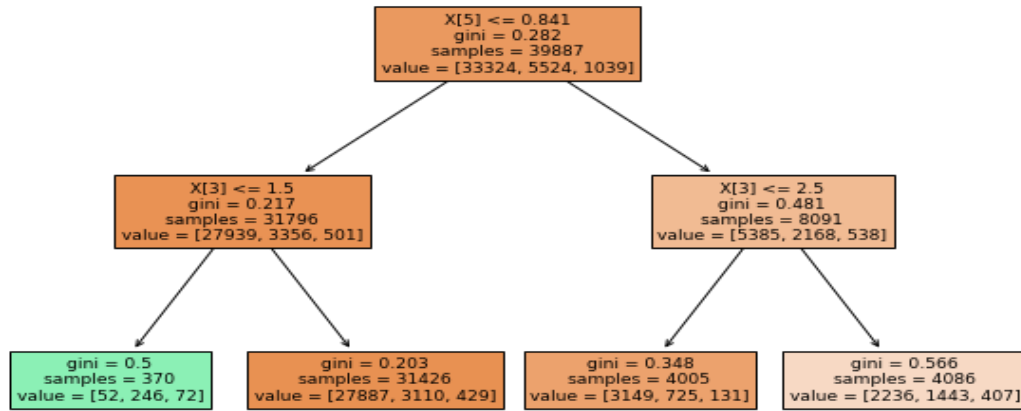 X[5] <= 0.841
gini = 0.282
samples = 39887
value = [33324, 5524, 1039]
X[3] <= 1.5
gini = 0.217
samples = 31796
value = [27939, 3356, 501]
X[3] <= 2.5
gini = 0.481
samples = 8091
value = [5385, 2168, 538]
gini = 0.5
samples = 370
value = [52, 246, 72]
gini = 0.203
samples = 31426
value = [27887, 3110, 429]
gini = 0.348
samples = 4005
value = [3149, 725, 131]
gini = 0.566
samples = 4086
value = [2236, 1443, 407]